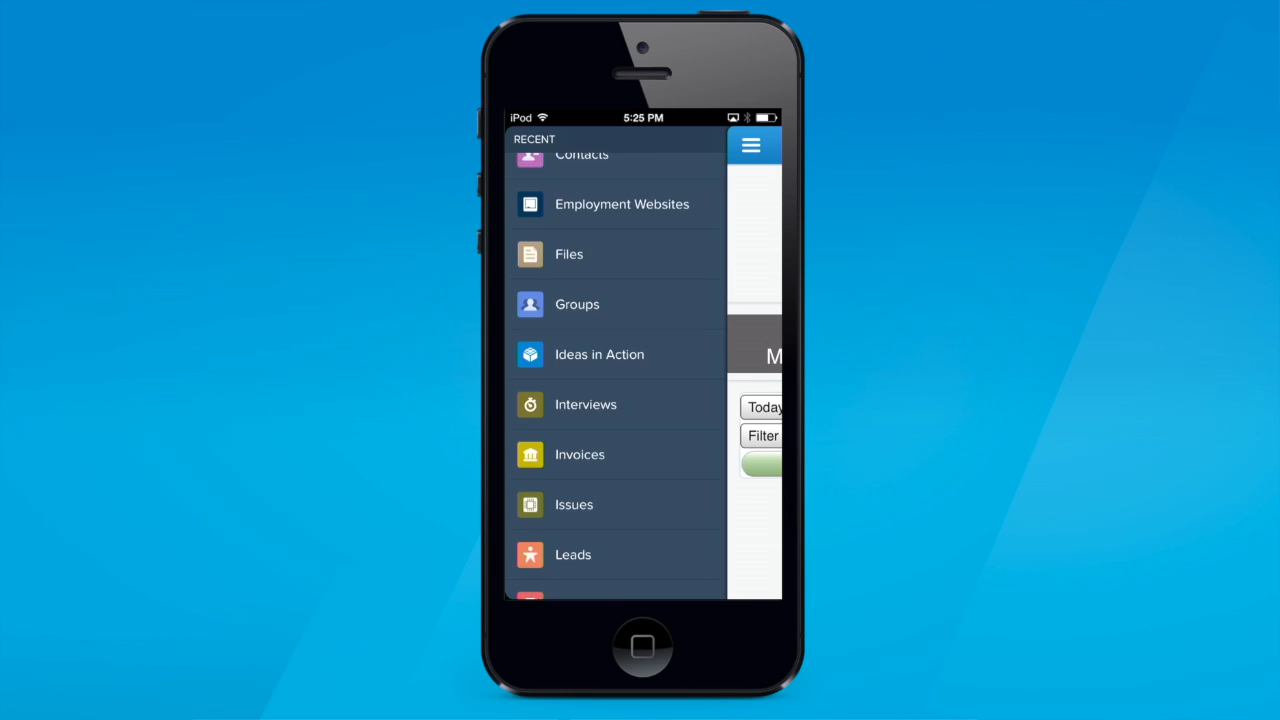 iPod 5:25 PM
RECENT
Contacts
Employment Websites
Files
Groups
Ideas in Action
Interviews
Invoices
Issues
Leads
M
Today
Filter